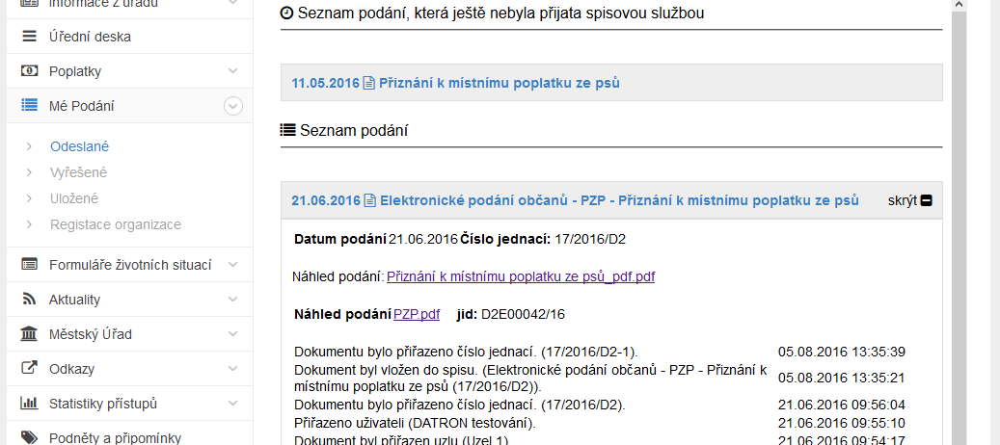 Informace z úřadu
Úřední deska
Poplatky
Mé Podání
Odeslané
Vyřešené
Uložené
Registace organizace
Formuláře životních situací
Aktuality
Městský Úřad
Odkazy
Statistiky přístupů
Podněty a připomínky
Seznam podání, která ještě nebyla přijata spisovou službou
11.05.2016 Přiznání k místnímu poplatku ze psů
Seznam podání
21.06.2016 Elektronické podání občanů - PZP - Přiznání k místnímu poplatku ze psů skrýt
Datum podání 21.06.2016 Číslo jednací: 17/2016/D2
Náhled podání: Přiznání k místnímu poplatku ze psů_pdf.pdf
Náhled podání PZP.pdf jid: D2E00042/16
Dokumentu bylo přiřazeno číslo jednací. (17/2016/D2-1). 05.08.2016 13:35:39
Dokument byl vložen do spisu. (Elektronické podání občanů - PZP - Přiznání k
místnímu poplatku ze psů (17/2016/D2)). 05.08.2016 13:35:21
Dokumentu bylo přiřazeno číslo jednací. (17/2016/D2). 21.06.2016 09:56:04
Přiřazeno uživateli (DATRON testování). 21.06.2016 09:55:10
Dokument byl přiřazen uzlu (Uzel 1). 21.06.2016 09:54:17